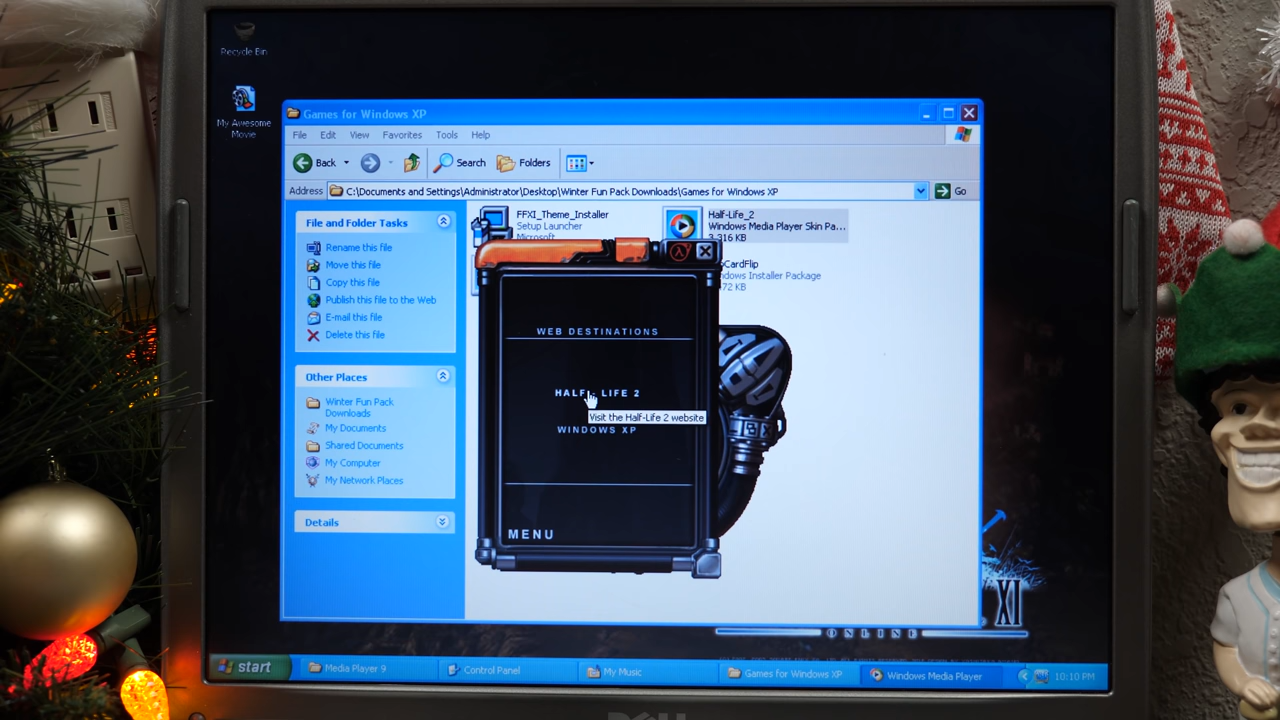 Recycle Bin
My Awesome
Movie
Games for Windows XP
File Edit View Favorites Tools Help
Back Search Folders
Address C:\Documents and Settings\Administrator\Desktop\Winter Fun Pack Downloads\Games for Windows XP Go
File and Folder Tasks
Rename this file
Move this file
Copy this file
Publish this file to the Web
E-mail this file
Delete this file
Other Places
Winter Fun Pack
Downloads
My Documents
Shared Documents
My Computer
My Network Places
Details
FFXI_Theme_Installer
Setup Launcher
Microsoft
Half-Life_2
Windows Media Player Skin Pa...
3,316 KB
CardFlip
Installer Package
72 KB
WEB DESTINATIONS
HALF-LIFE 2
Visit the Half-Life 2 website
WINDOWS XP
MENU
XI
ONLINE
start Media Player 9 Control Panel My Music Games for Windows XP Windows Media Player 10:10 PM
DELL